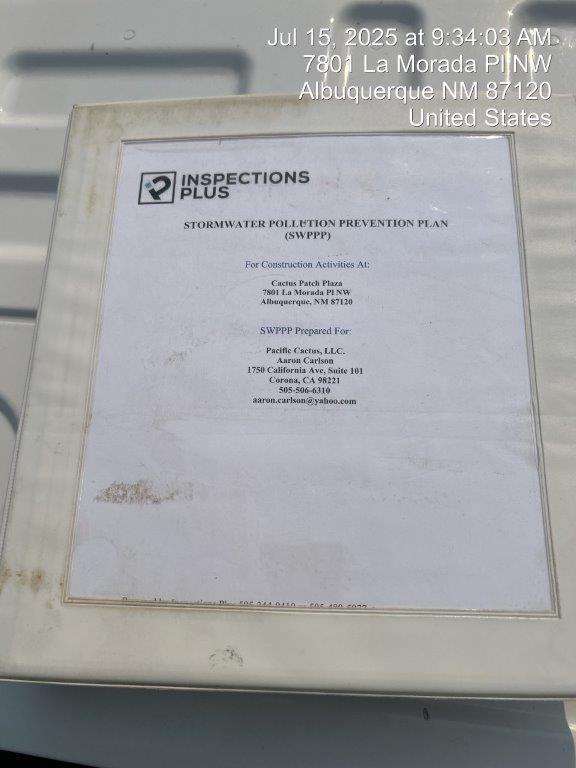 Jul 15, 2025 at 9:34:03 AM
7801 La Morada Pl NW
Albuquerque NM 87120
United States
INSPECTIONS
PLUS
STORMWATER POLLUTION PREVENTION PLAN
(SWPPP)
For Construction Activities At:
Cactus Patch Plaza
7801 La Morada Pl NW
Albuquerque, NM 87120
SWPPP Prepared For:
Pacific Cactus, LLC.
Aaron Carlson
1750 California Ave, Suite 101
Corona, CA 98221
505-506-6310
aaron.carlson@yahoo.com